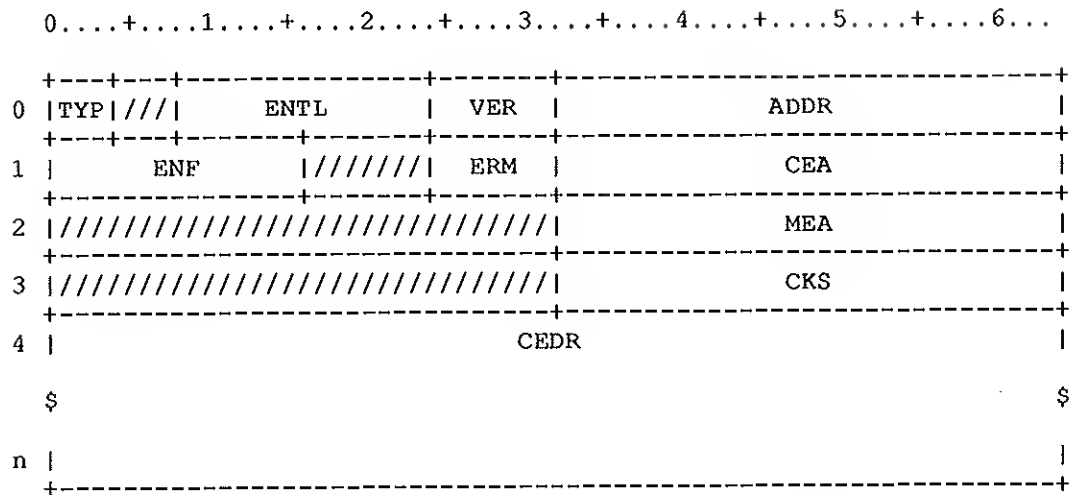 0....+....1....+....2....+....3....+....4....+....5....+....6...

    +---+---+---------------+-------+-------------------------------+
0   |TYP|///|     ENTL      |  VER  |             ADDR              |
    +---+---+-------+-------+-------+-------------------------------+
1   |      ENF      |///////|  ERM  |              CEA              |
    +---------------+-------+-------+-------------------------------+
2   |///////////////////////////////|              MEA              |
    +-------------------------------+-------------------------------+
3   |///////////////////////////////|              CKS              |
    +-------------------------------+-------------------------------+
4   |                             CEDR                              |

    $                                                               $

n   |                                                               |
    +---------------------------------------------------------------+